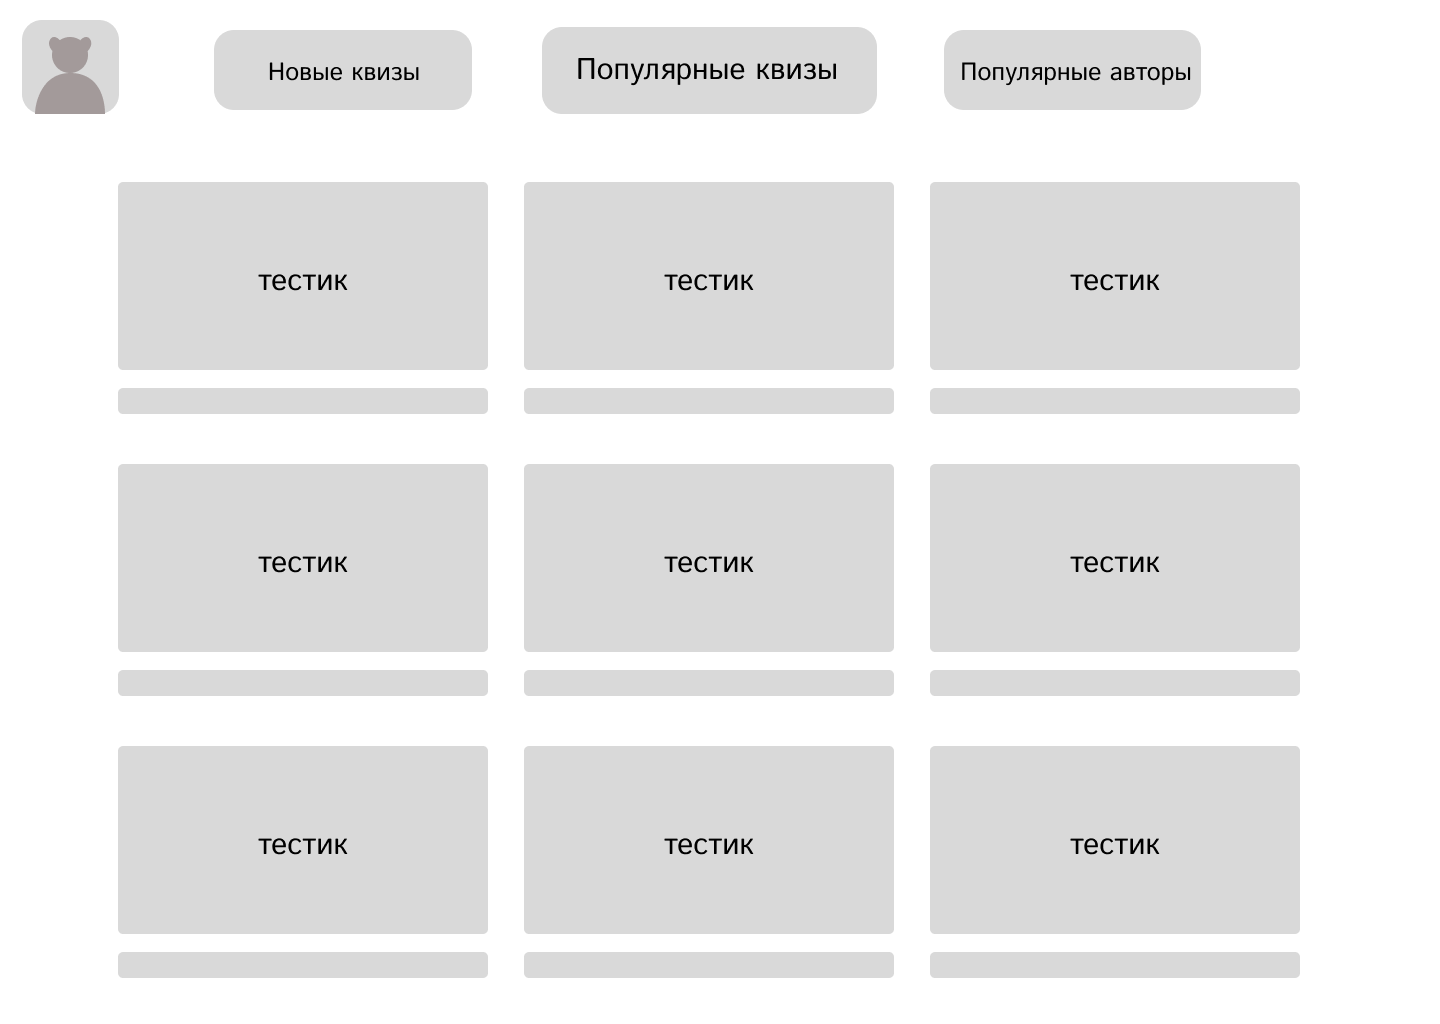 Новые квизы
Популярные квизы
Популярные авторы
тестик
тестик
тестик
тестик
тестик
тестик
тестик
тестик
тестик